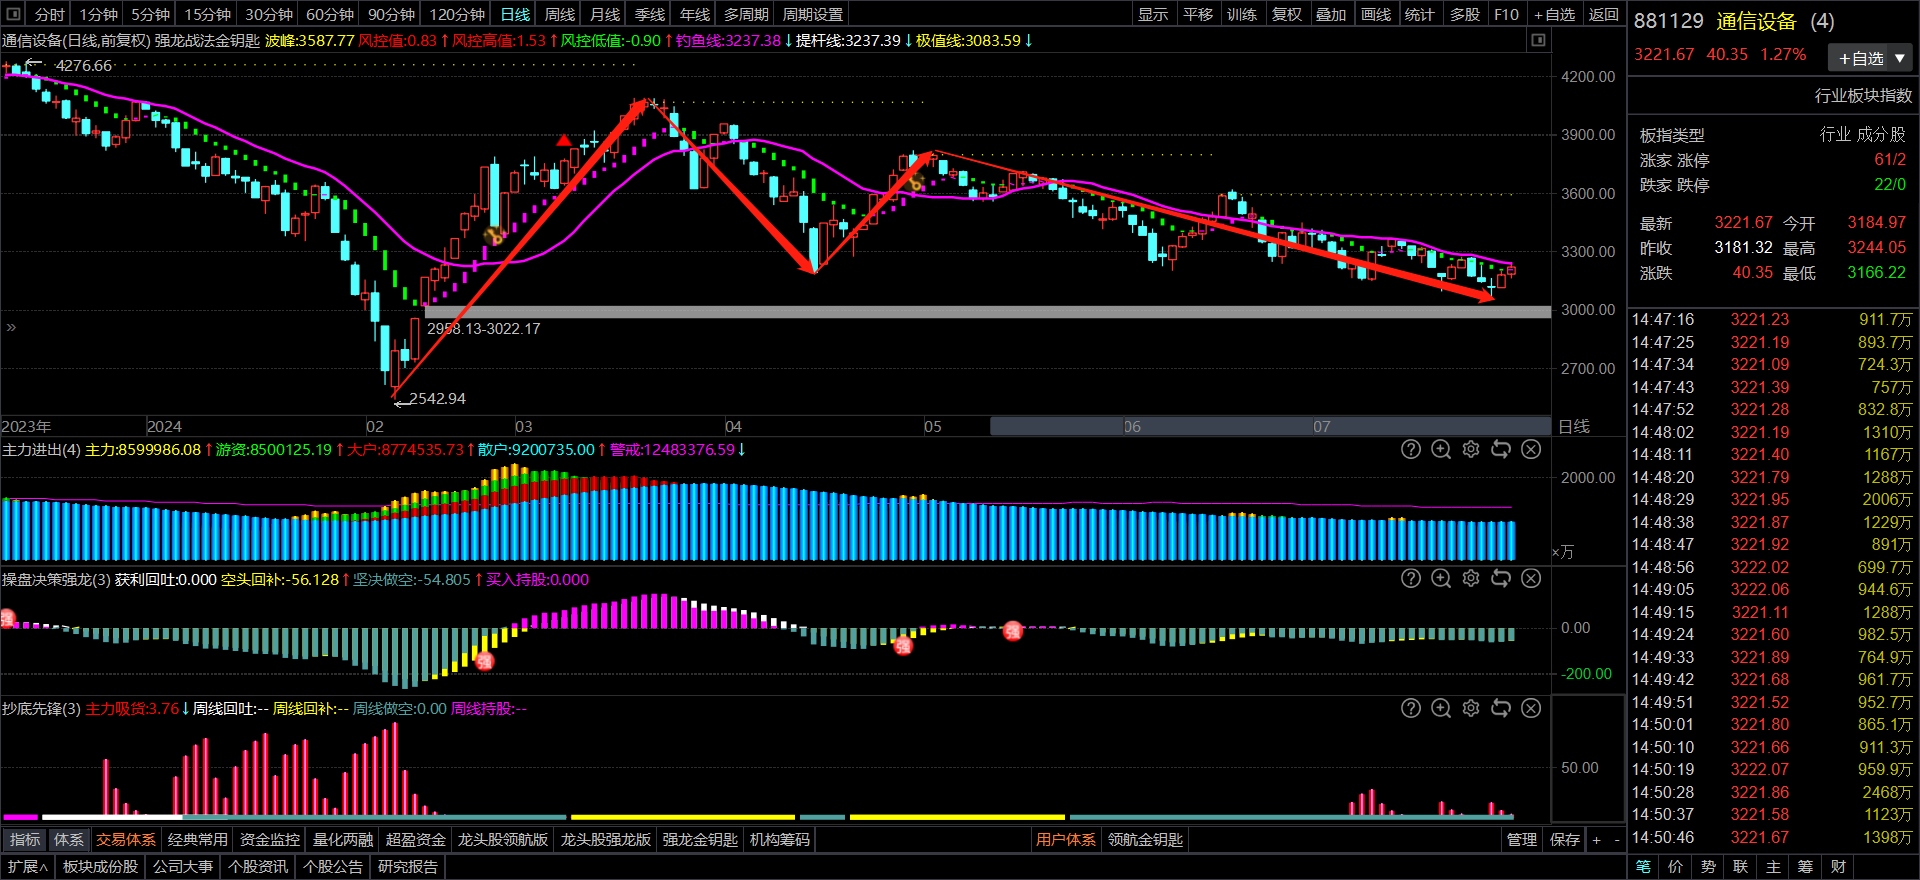 分时 1分钟 5分钟 15分钟 30分钟 60分钟 90分钟 120分钟 日线 周线 月线 季线 年线 多周期 周期设置 显示 平移 训练 复权 叠加 画线 统计 多股 F10 +自选 返回
881129 通信设备 (4)
通信设备(日线,前复权) 强龙战法金钥匙 波峰:3587.77 风控值:0.83↑风控高值:1.53↑风控低值:-0.90↑钓鱼线:3237.38↓提杆线:3237.39↓极值线:3083.59↓
3221.67 40.35 1.27% +自选▼
4276.66
4200.00
行业板块指数
3900.00
板指类型 行业 成分股
涨家 涨停 61/2
跌家 跌停 22/0
3600.00
最新 3221.67 今开 3184.97
昨收 3181.32 最高 3244.05
3300.00
涨跌 40.35 最低 3166.22
3000.00
»
2958.13-3022.17
2700.00
2542.94
2023年 2024 02 03 04 05 06 07 日线
主力进出(4) 主力:8599986.08↑游资:8500125.19↑大户:8774535.73↑散户:9200735.00↑警戒:12483376.59↓
2000.00
×万
操盘决策强龙(3) 获利回吐:0.000 空头回补:-56.128↑坚决做空:-54.805↑买入持股:0.000
强
强
强
强
0.00
-200.00
抄底先锋(3) 主力吸货:3.76↓周线回吐:-- 周线回补:-- 周线做空:0.00 周线持股:--
50.00
14:47:16 3221.23 911.7万
14:47:25 3221.19 893.7万
14:47:34 3221.09 724.3万
14:47:43 3221.39 757万
14:47:52 3221.28 832.8万
14:48:02 3221.19 1310万
14:48:11 3221.40 1167万
14:48:20 3221.79 1288万
14:48:29 3221.95 2006万
14:48:38 3221.87 1229万
14:48:47 3221.92 891万
14:48:56 3222.02 699.7万
14:49:05 3222.06 944.6万
14:49:15 3221.11 1288万
14:49:24 3221.60 982.5万
14:49:33 3221.89 764.9万
14:49:42 3221.68 961.7万
14:49:51 3221.52 952.7万
14:50:01 3221.80 865.1万
14:50:10 3221.66 911.3万
14:50:19 3222.07 959.9万
14:50:28 3221.86 2468万
14:50:37 3221.58 1123万
14:50:46 3221.67 1398万
指标 体系 交易体系 经典常用 资金监控 量化两融 超盈资金 龙头股领航版 龙头股强龙版 强龙金钥匙 机构筹码 用户体系 领航金钥匙 管理 保存 + -
扩展∧ 板块成份股 公司大事 个股资讯 个股公告 研究报告 笔 价 势 联 主 筹 财